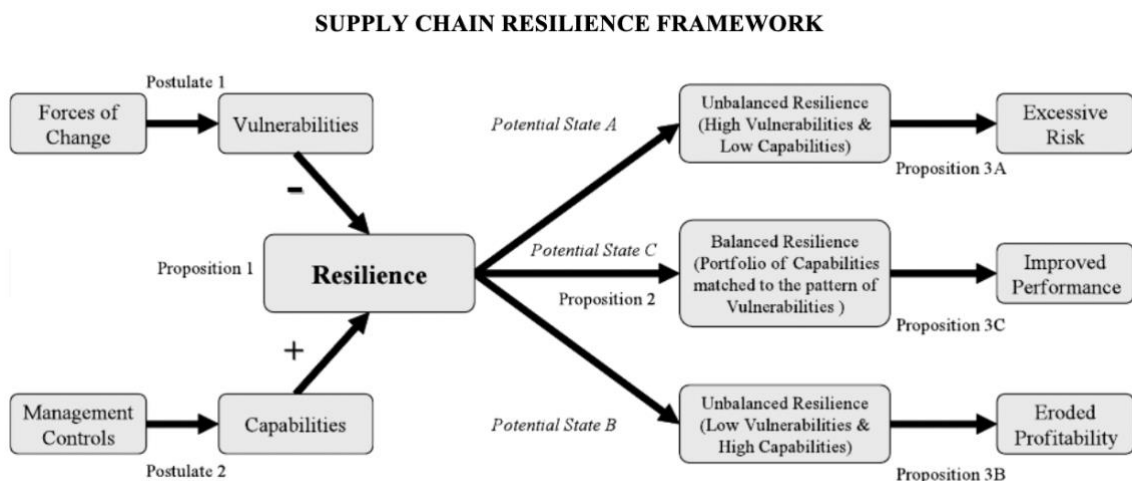 SUPPLY CHAIN RESILIENCE FRAMEWORK
Postulate 1
Forces of
Change
Vulnerabilities
-
Proposition 1
Resilience
+
Management
Controls
Capabilities
Postulate 2
Potential State A
Unbalanced Resilience
(High Vulnerabilities &
Low Capabilities)
Excessive
Risk
Proposition 3A
Potential State C
Proposition 2
Balanced Resilience
(Portfolio of Capabilities
matched to the pattern of
Vulnerabilities )
Improved
Performance
Proposition 3C
Potential State B
Unbalanced Resilience
(Low Vulnerabilities &
High Capabilities)
Eroded
Profitability
Proposition 3B